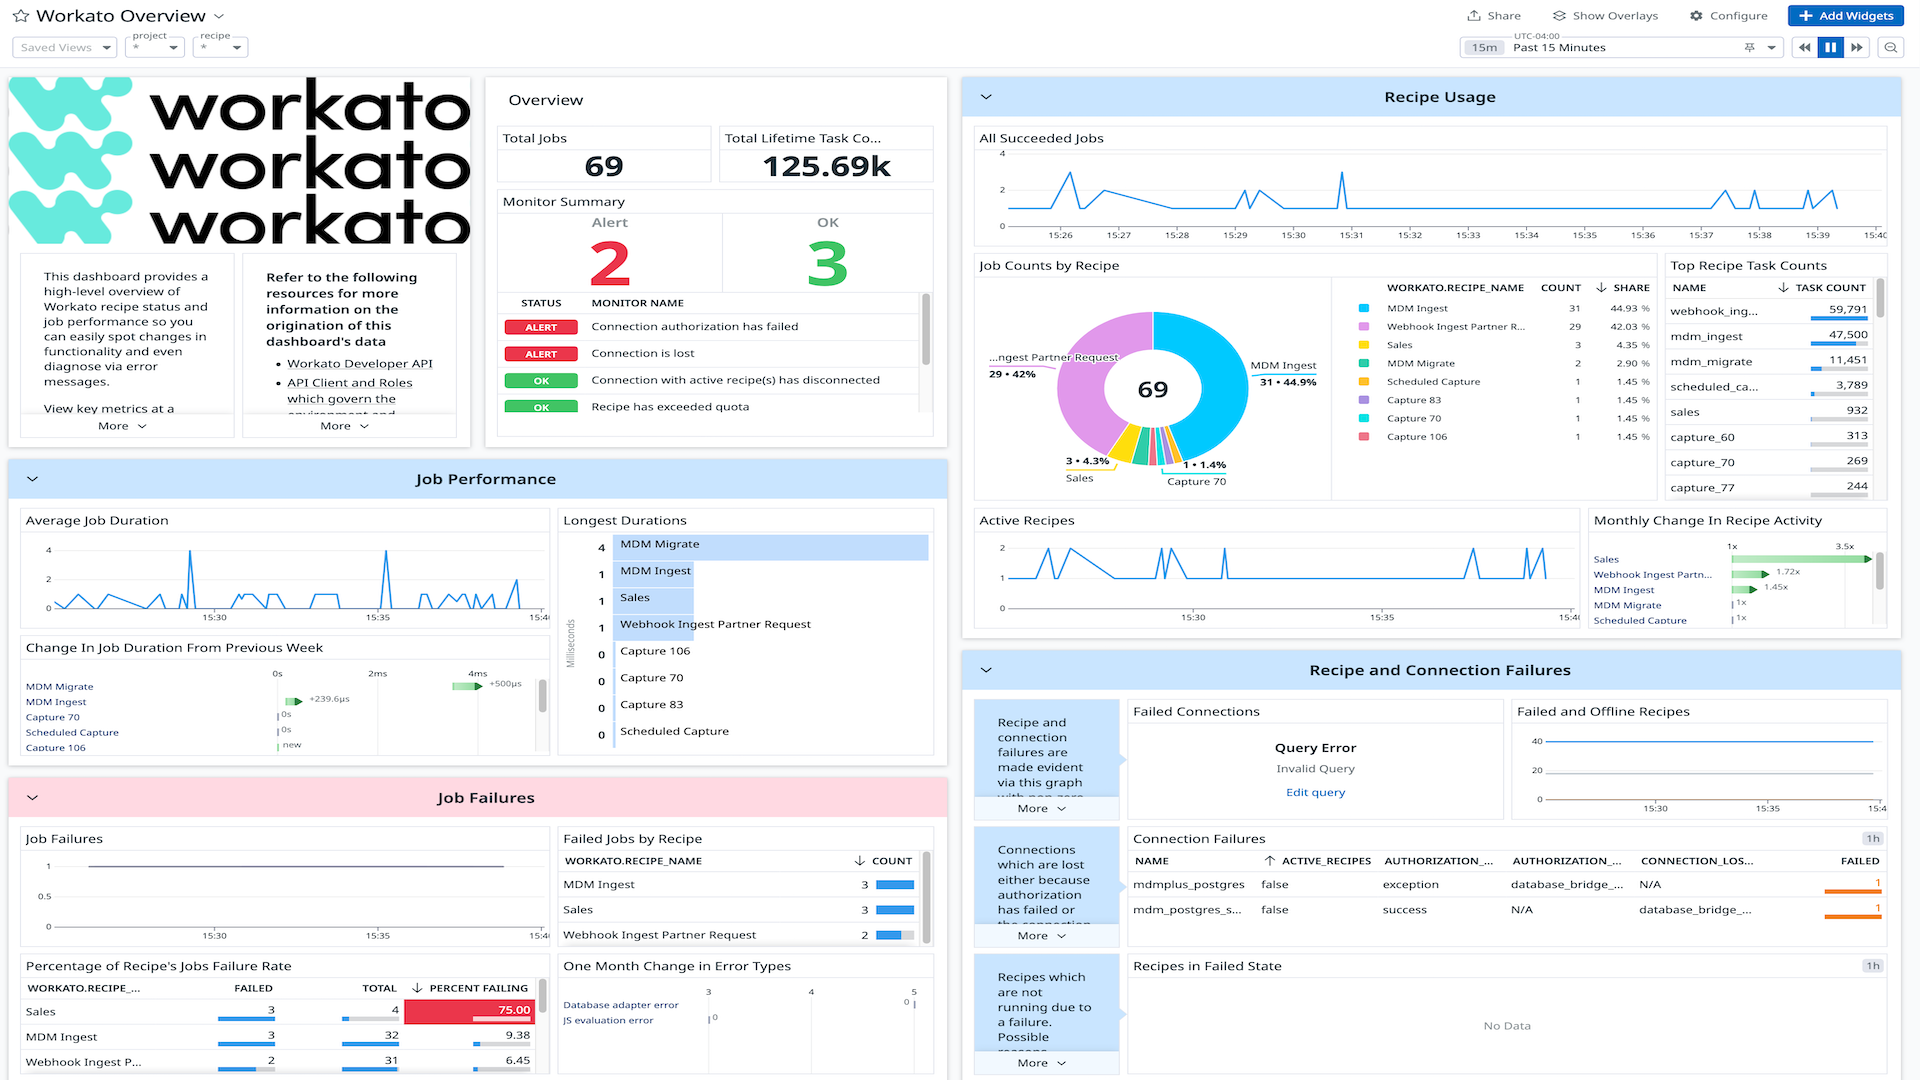 Workato Overview
Share
Show Overlays
Configure
Add Widgets
Saved Views
project
*
recipe
*
UTC-04:00
15m
Past 15 Minutes
workato
workato
workato
This dashboard provides a
high-level overview of
Workato recipe status and
job performance so you
can easily spot changes in
functionality and even
diagnose via error
messages.
View key metrics at a
More
Refer to the following
resources for more
information on the
origination of this
dashboard's data
• Workato Developer API
• API Client and Roles
which govern the
environment and
More
Overview
Total Jobs
69
Total Lifetime Task Co...
125.69k
Monitor Summary
Alert
2
OK
3
STATUS MONITOR NAME
ALERT Connection authorization has failed
ALERT Connection is lost
OK Connection with active recipe(s) has disconnected
OK Recipe has exceeded quota
Recipe Usage
All Succeeded Jobs
4
2
0
15:26 15:27 15:28 15:29 15:30 15:31 15:32 15:33 15:34 15:35 15:36 15:37 15:38 15:39 15:40
Job Counts by Recipe
...ngest Partner Request
29 • 42%
MDM Ingest
31 • 44.9%
69
3 • 4.3%
Sales
1 • 1.4%
Capture 70
WORKATO.RECIPE_NAME COUNT SHARE
MDM Ingest 31 44.93 %
Webhook Ingest Partner R... 29 42.03 %
Sales 3 4.35 %
MDM Migrate 2 2.90 %
Scheduled Capture 1 1.45 %
Capture 83 1 1.45 %
Capture 70 1 1.45 %
Capture 106 1 1.45 %
Top Recipe Task Counts
NAME TASK COUNT
webhook_ing... 59,791
mdm_ingest 47,500
mdm_migrate 11,451
scheduled_ca... 3,789
sales 932
capture_60 313
capture_70 269
capture_77 244
Active Recipes
2
1
0
15:30 15:35 15:40
Monthly Change In Recipe Activity
1x 3.5x
Sales
Webhook Ingest Partn... 1.72x
MDM Ingest 1.45x
MDM Migrate 1x
Scheduled Capture 1x
Job Performance
Average Job Duration
4
2
0
15:30 15:35 15:40
Longest Durations
Milliseconds
4 MDM Migrate
1 MDM Ingest
1 Sales
1 Webhook Ingest Partner Request
0 Capture 106
0 Capture 70
0 Capture 83
0 Scheduled Capture
Change In Job Duration From Previous Week
0s 2ms 4ms
MDM Migrate +500µs
MDM Ingest +239.6µs
Capture 70 0s
Scheduled Capture 0s
Capture 106 new
Job Failures
Job Failures
1
0.5
0
15:30 15:35 15:40
Failed Jobs by Recipe
WORKATO.RECIPE_NAME COUNT
MDM Ingest 3
Sales 3
Webhook Ingest Partner Request 2
Percentage of Recipe's Jobs Failure Rate
WORKATO.RECIPE_... FAILED TOTAL PERCENT FAILING
Sales 3 4 75.00
MDM Ingest 3 32 9.38
Webhook Ingest P... 2 31 6.45
One Month Change in Error Types
3 4 5
Database adapter error 0
JS evaluation error 0
Recipe and Connection Failures
Recipe and
connection
failures are
made evident
via this graph
with non-zero
More
Failed Connections
Query Error
Invalid Query
Edit query
Failed and Offline Recipes
40
20
0
15:30 15:35 15:4
Connections
which are lost
either because
authorization
has failed or
the connection
More
Connection Failures
1h
NAME ACTIVE_RECIPES AUTHORIZATION_... AUTHORIZATION_... CONNECTION_LOS... FAILED
mdmplus_postgres false exception database_bridge_... N/A 1
mdm_postgres_s... false success N/A database_bridge_... 1
Recipes which
are not
running due to
a failure.
Possible
reasons
More
Recipes in Failed State
1h
No Data